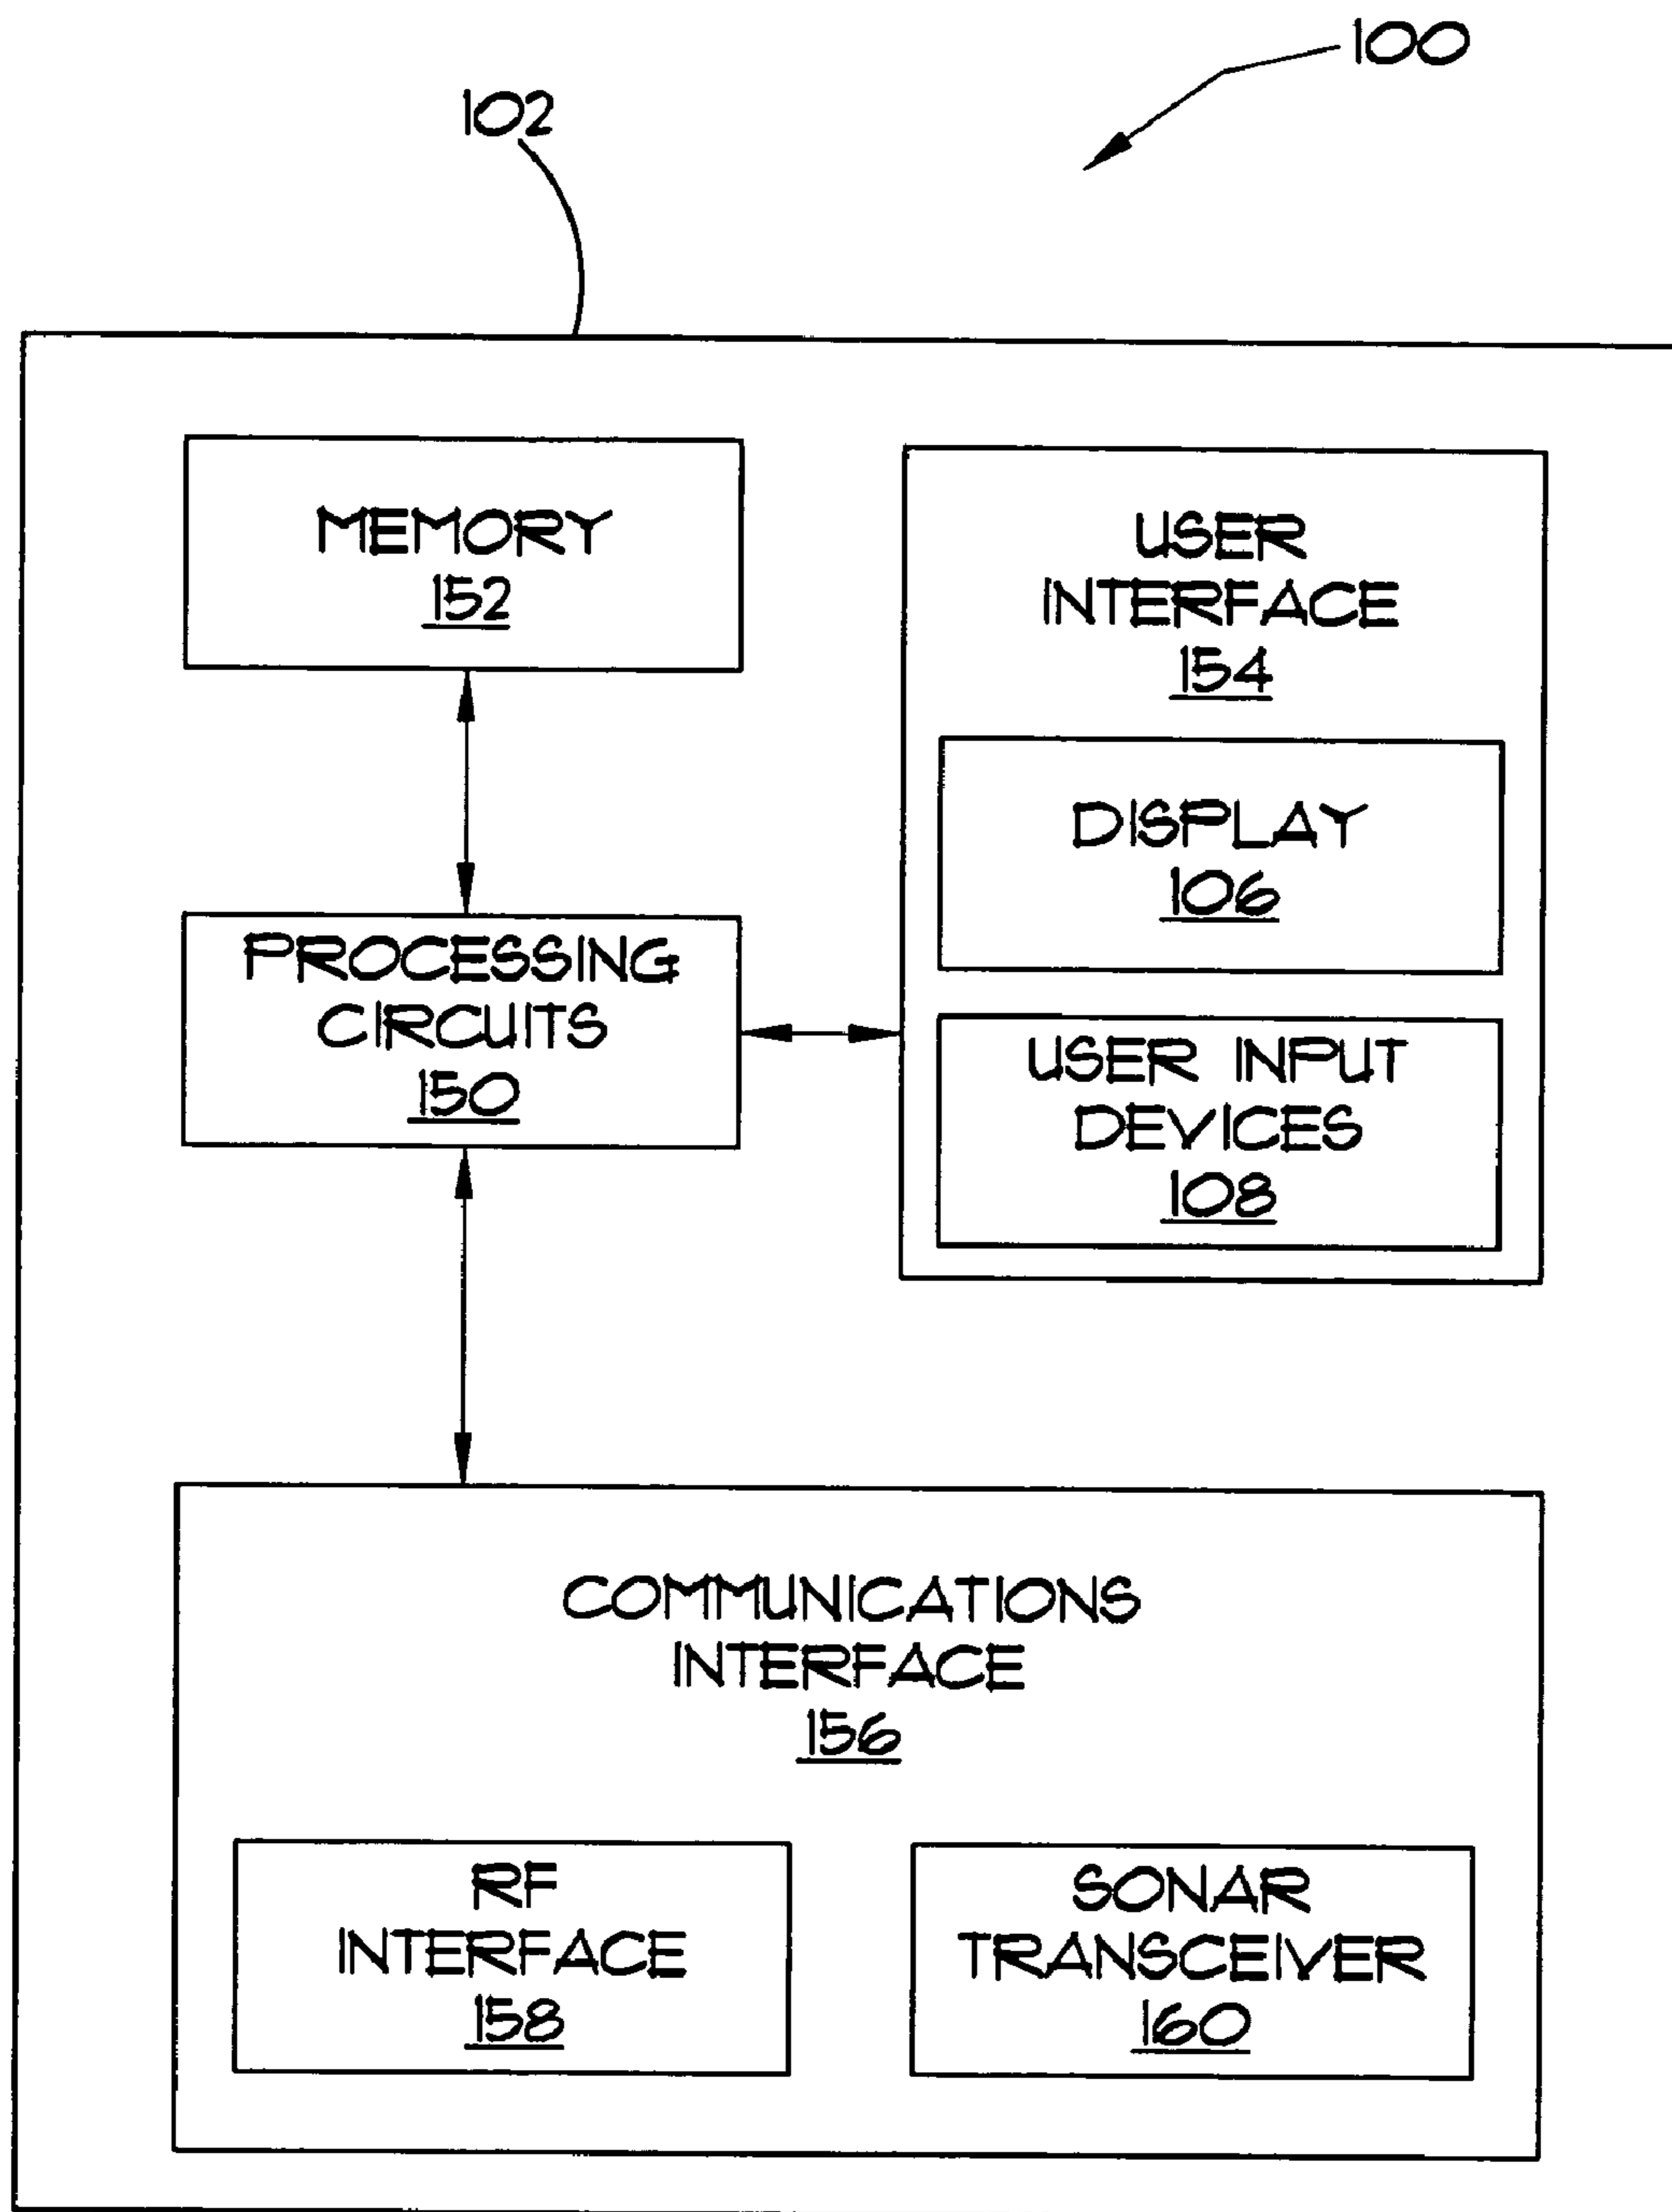 100
102
MEMORY
152
USER
INTERFACE
154
DISPLAY
106
PROCESSING
CIRCUITS
150
USER INPUT
DEVICES
108
COMMUNICATIONS
INTERFACE
156
RF
INTERFACE
158
SONAR
TRANSCEIVER
160